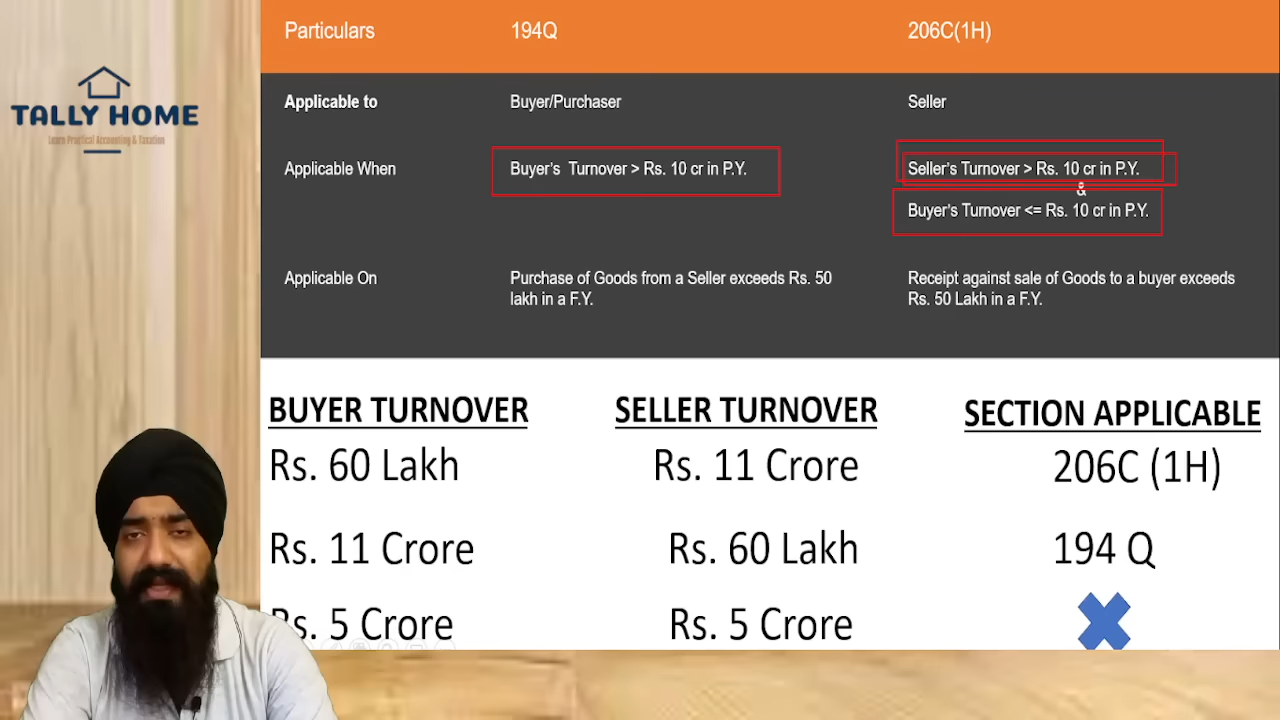 TALLY HOME
Learn Practical Accounting & Taxation
Particulars 194Q 206C(1H)
Applicable to Buyer/Purchaser Seller
Applicable When Buyer's Turnover > Rs. 10 cr in P.Y. Seller's Turnover > Rs. 10 cr in P.Y.
&
Buyer's Turnover <= Rs. 10 cr in P.Y.
Applicable On Purchase of Goods from a Seller exceeds Rs. 50 Receipt against sale of Goods to a buyer exceeds
lakh in a F.Y. Rs. 50 Lakh in a F.Y.
BUYER TURNOVER SELLER TURNOVER SECTION APPLICABLE
Rs. 60 Lakh Rs. 11 Crore 206C (1H)
Rs. 11 Crore Rs. 60 Lakh 194 Q
Rs. 5 Crore Rs. 5 Crore